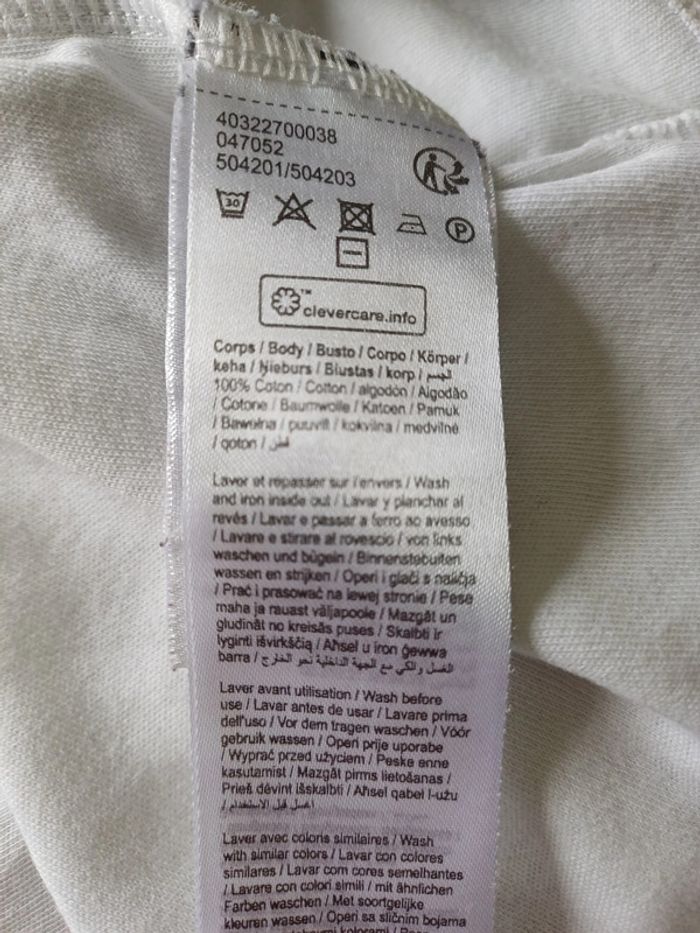 40322700038
047052
504201/504203
30
P
™
clevercare.info
Corps / Body / Busto / Corpo / Körper /
keha / Ķieburs / Blustas / korp / الجسم
100% Coton / Cotton / algodón / Algodão
/ Cotone / Baumwolle / Katoen / Pamuk
/ Bawełna / puuvill / kokvilna / medvilnė
/ qoton / قطن
Laver et repasser sur l'envers / Wash
and iron inside out / Lavar y planchar al
revés / Lavar e passar a ferro ao avesso
/ Lavare e stirare al rovescio / von links
waschen und bügeln / Binnenstebuiten
wassen en strijken / Operi i glači s naličja
/ Prać i prasować na lewej stronie / Pese
maha ja rauast väljapoole / Mazgāt un
gludināt no kreisās puses / Skalbti ir
lyginti išvirkščią / Aħsel u iron ġewwa
barra / الغسل والكي مع الجهة الداخلية نحو الخارج
Laver avant utilisation / Wash before
use / Lavar antes de usar / Lavare prima
dell'uso / Vor dem tragen waschen / Vóór
gebruik wassen / Operi prije uporabe
/ Wyprać przed użyciem / Peske enne
kasutamist / Mazgāt pirms lietošanas /
Prieš dėvint išskalbti / Aħsel qabel l-użu
/ اغسل قبل الاستخدام
Laver avec coloris similaires / Wash
with similar colors / Lavar con colores
similares / Lavar com cores semelhantes
/ Lavare con colori simili / mit ähnlichen
Farben waschen / Met soortgelijke
kleuren wassen / Operi sa sličnim bojama